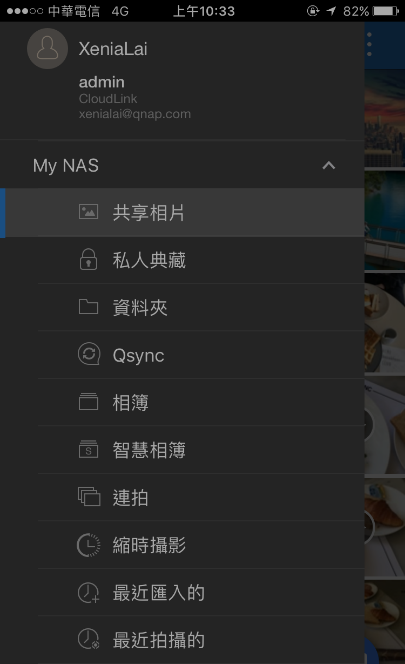 中華電信 4G 上午10:33 82%
XeniaLai
admin
CloudLink
xenialai@qnap.com
My NAS
共享相片
私人典藏
資料夾
Qsync
相簿
智慧相簿
連拍
縮時攝影
最近匯入的
最近拍攝的